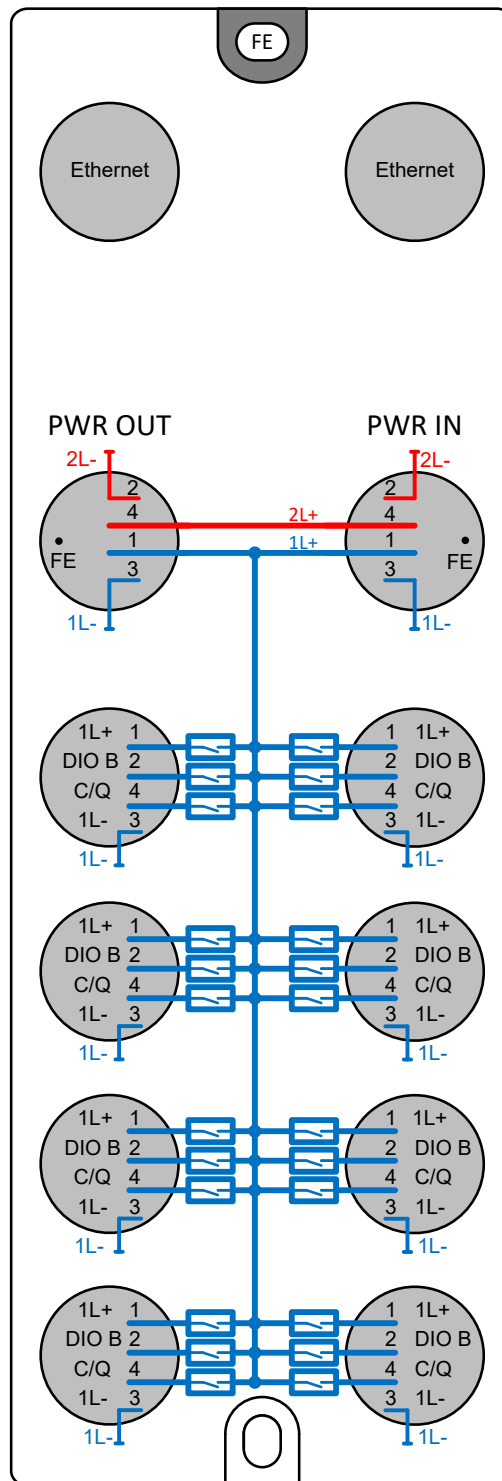 FE
Ethernet Ethernet
PWR OUT PWR IN
2L- 2L-
2 2
4 2L+ 4
1 1L+ 1
FE 3 3 FE
1L- 1L-
1L+ 1 1 1L+
DIO B 2 2 DIO B
C/Q 4 4 C/Q
1L- 3 3 1L-
1L- 1L-
1L+ 1 1 1L+
DIO B 2 2 DIO B
C/Q 4 4 C/Q
1L- 3 3 1L-
1L- 1L-
1L+ 1 1 1L+
DIO B 2 2 DIO B
C/Q 4 4 C/Q
1L- 3 3 1L-
1L- 1L-
1L+ 1 1 1L+
DIO B 2 2 DIO B
C/Q 4 4 C/Q
1L- 3 3 1L-
1L- 1L-